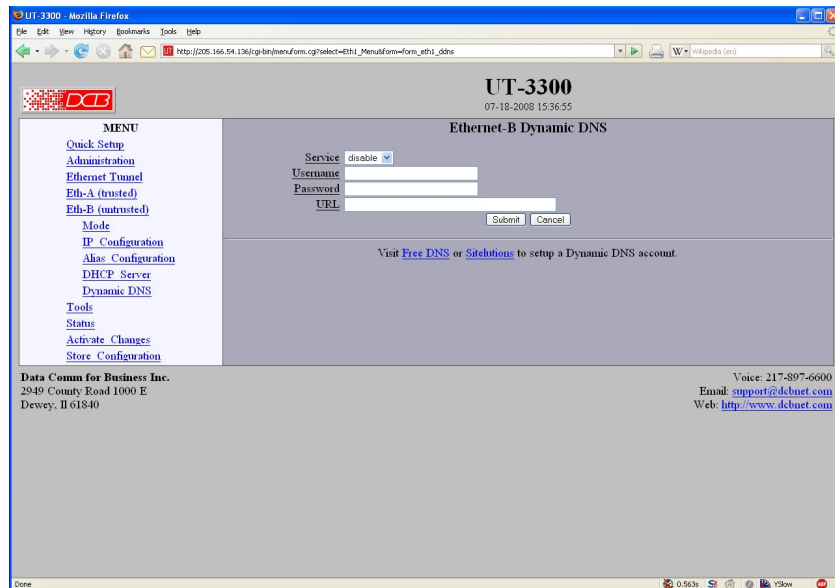 UT-3300 - Mozilla Firefox
File Edit View History Bookmarks Tools Help
UT http://205.166.54.136/cgi-bin/menuform.cgi?select=Eth1_Menu&form=form_eth1_ddns W Wikipedia (en)
DCB
UT-3300
07-18-2008 15:36:55
MENU
Quick Setup
Administration
Ethernet Tunnel
Eth-A (trusted)
Eth-B (untrusted)
Mode
IP Configuration
Alias Configuration
DHCP Server
Dynamic DNS
Tools
Status
Activate Changes
Store Configuration
Ethernet-B Dynamic DNS
Service disable
Username
Password
URL
Submit Cancel
Visit Free DNS or Sitelutions to setup a Dynamic DNS account.
Data Comm for Business Inc.
2949 County Road 1000 E
Dewey, Il 61840
Voice: 217-897-6600
Email: support@dcbnet.com
Web: http://www.dcbnet.com
Done 0.563s S! YSlow ABP